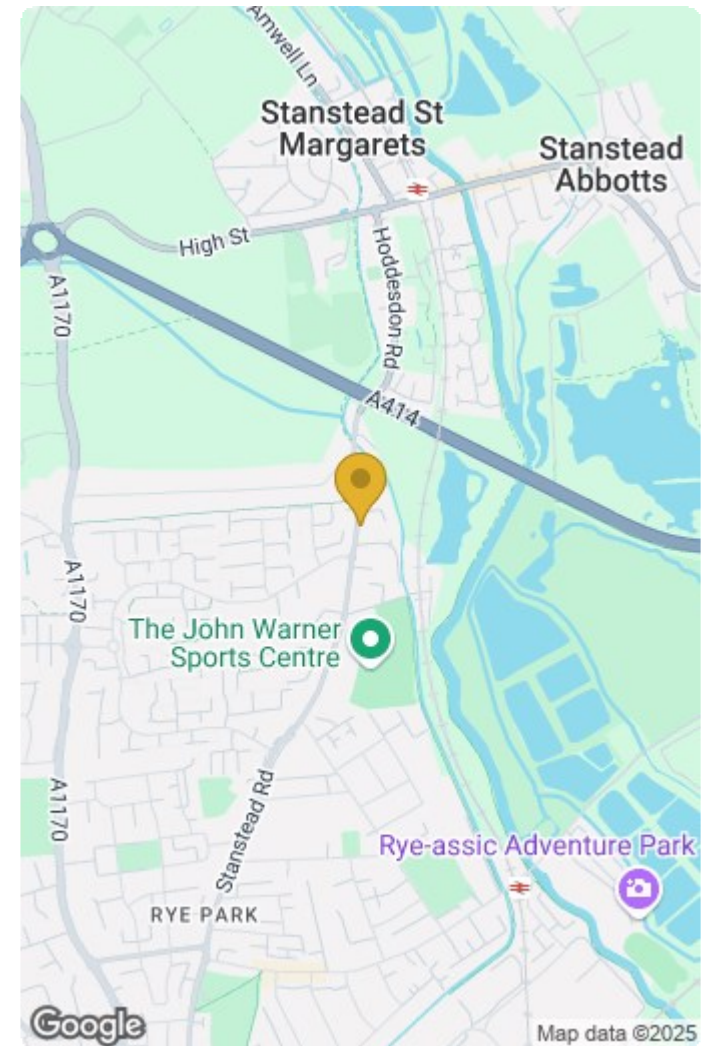 Amwell Ln
Stanstead St
Margarets
Stanstead
Abbotts
High St
Hoddesdon Rd
A1170
A414
A1170
The John Warner
Sports Centre
A1170
Stanstead Rd
Rye-assic Adventure Park
RYE PARK
Google
Map data ©2025